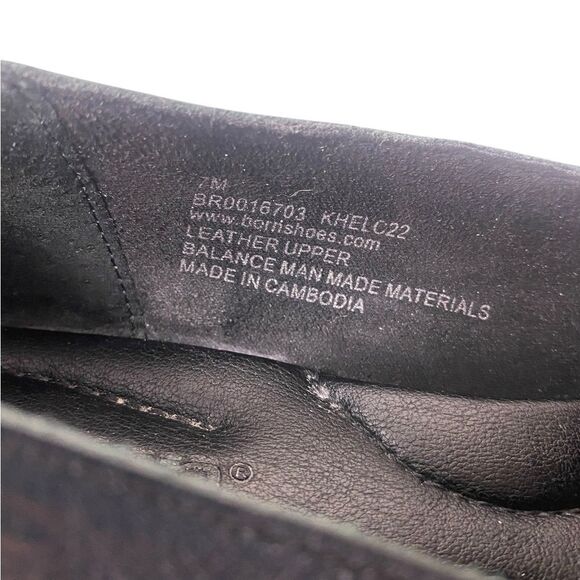 7M
BR0016703 KHELC22
www.bornshoes.com
LEATHER UPPER
BALANCE MAN MADE MATERIALS
MADE IN CAMBODIA
®